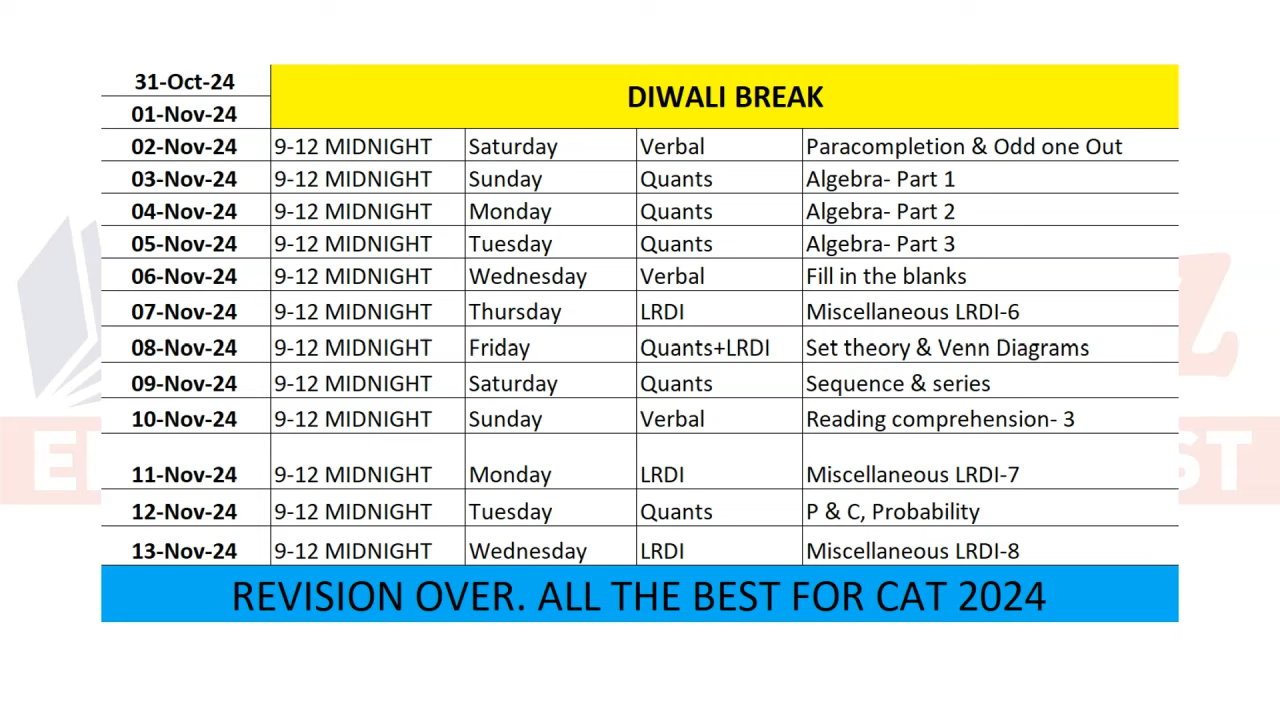 31-Oct-24
DIWALI BREAK
01-Nov-24
02-Nov-24 9-12 MIDNIGHT Saturday Verbal Paracompletion & Odd one Out
03-Nov-24 9-12 MIDNIGHT Sunday Quants Algebra- Part 1
04-Nov-24 9-12 MIDNIGHT Monday Quants Algebra- Part 2
05-Nov-24 9-12 MIDNIGHT Tuesday Quants Algebra- Part 3
06-Nov-24 9-12 MIDNIGHT Wednesday Verbal Fill in the blanks
07-Nov-24 9-12 MIDNIGHT Thursday LRDI Miscellaneous LRDI-6
08-Nov-24 9-12 MIDNIGHT Friday Quants+LRDI Set theory & Venn Diagrams
09-Nov-24 9-12 MIDNIGHT Saturday Quants Sequence & series
10-Nov-24 9-12 MIDNIGHT Sunday Verbal Reading comprehension- 3
11-Nov-24 9-12 MIDNIGHT Monday LRDI Miscellaneous LRDI-7
12-Nov-24 9-12 MIDNIGHT Tuesday Quants P & C, Probability
13-Nov-24 9-12 MIDNIGHT Wednesday LRDI Miscellaneous LRDI-8
REVISION OVER. ALL THE BEST FOR CAT 2024